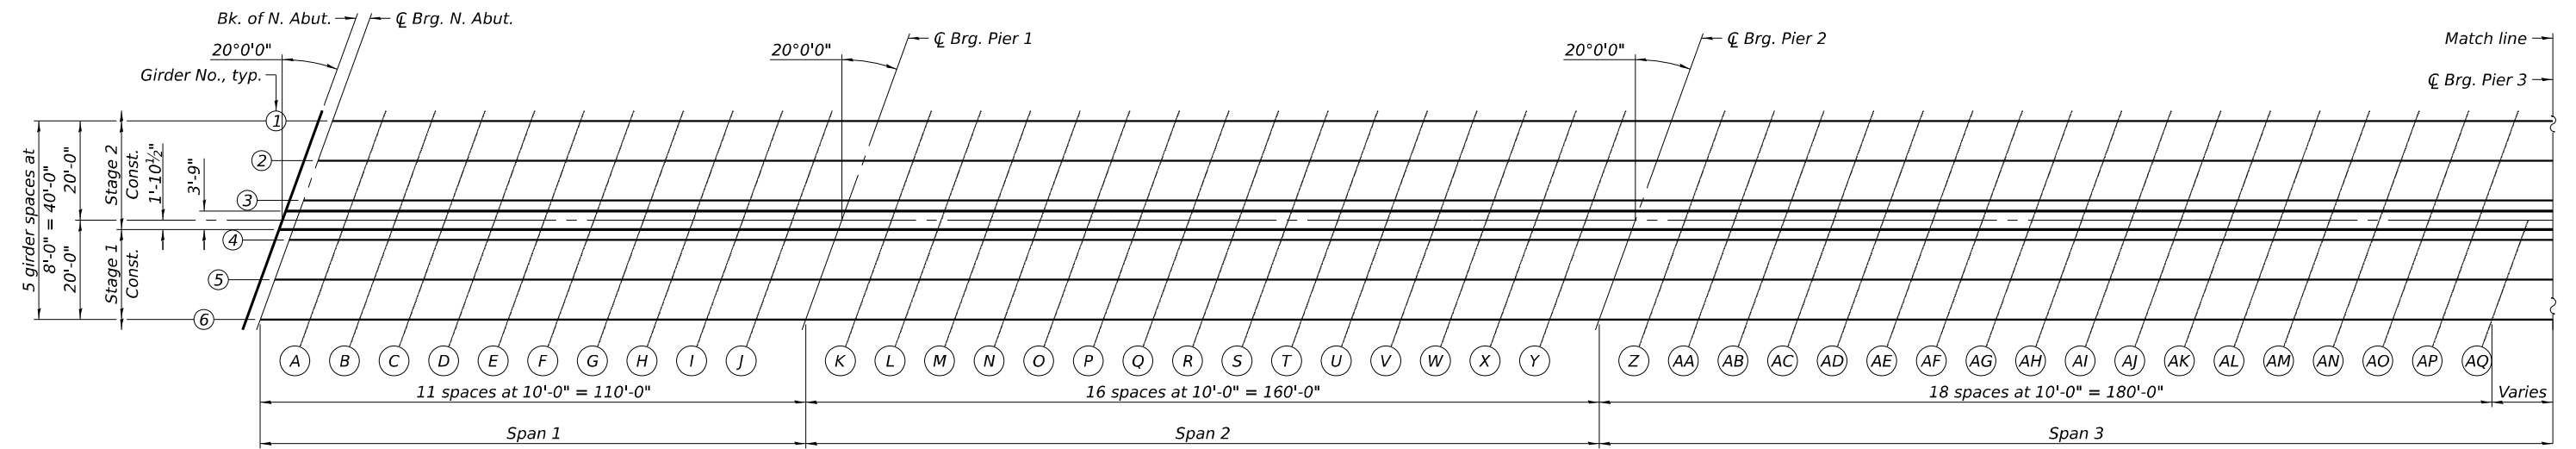 Bk. of N. Abut.
℄ Brg. N. Abut.
20°0'0"
Girder No., typ.
20°0'0"
℄ Brg. Pier 1
20°0'0"
℄ Brg. Pier 2
Match line
℄ Brg. Pier 3
5 girder spaces at
8'-0" = 40'-0"
20'-0"
20'-0"
Stage 2
Const.
Stage 1
Const.
1'-10½"
3'-9"
1
2
3
4
5
6
A B C D E F G H I J K L M N O P Q R S T U V W X Y Z AA AB AC AD AE AF AG AH AI AJ AK AL AM AN AO AP AQ
11 spaces at 10'-0" = 110'-0"
16 spaces at 10'-0" = 160'-0"
18 spaces at 10'-0" = 180'-0"
Varies
Span 1
Span 2
Span 3